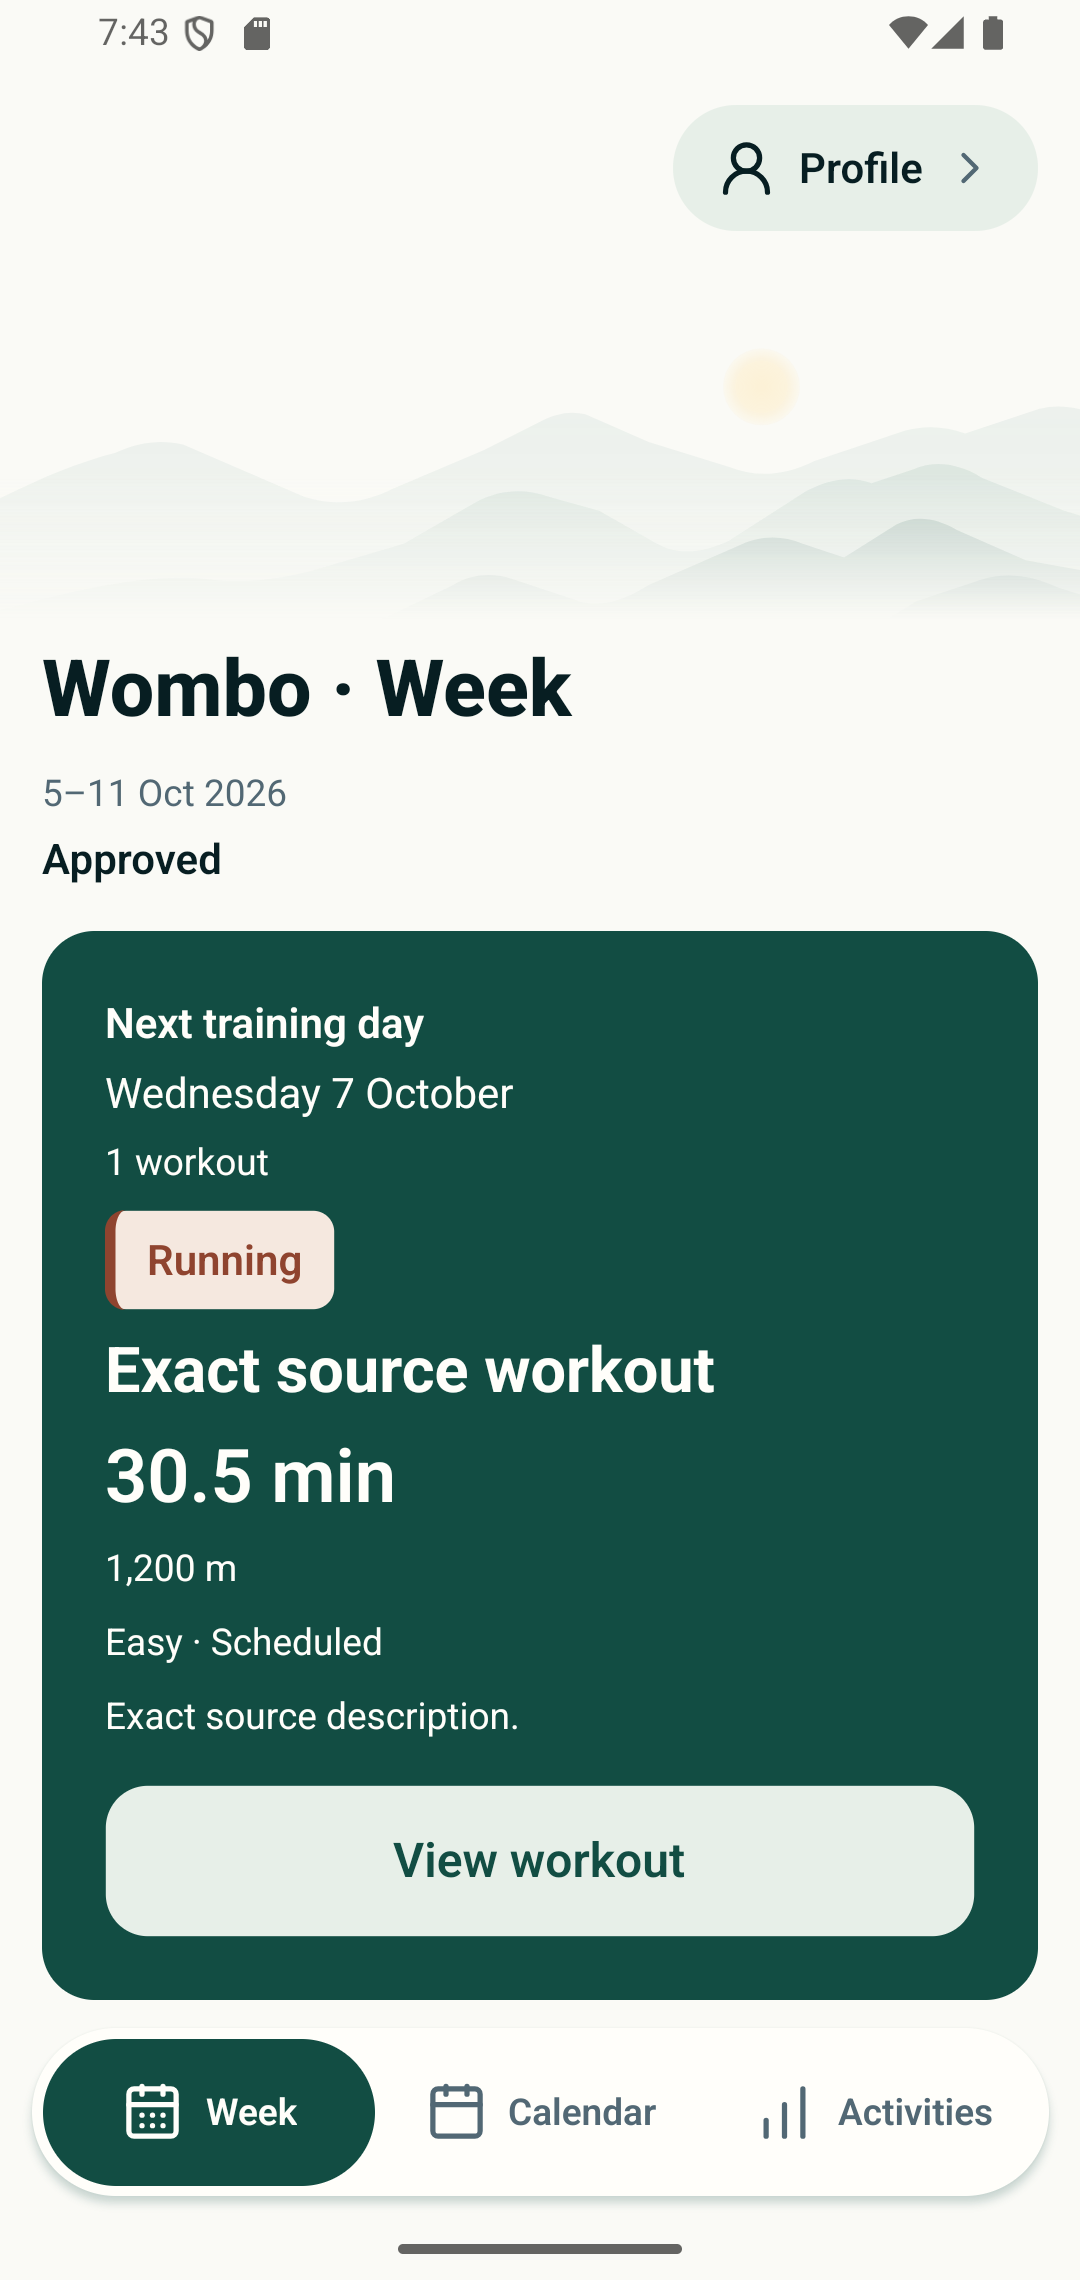 7:43
Profile
Wombo · Week
5–11 Oct 2026
Approved
Next training day
Wednesday 7 October
1 workout
Running
Exact source workout
30.5 min
1,200 m
Easy · Scheduled
Exact source description.
View workout
Week
Calendar
Activities